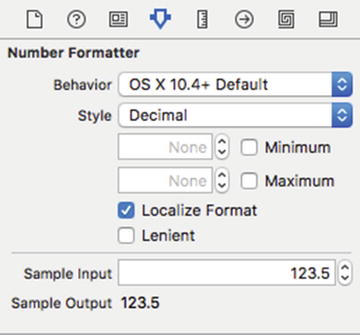 Number Formatter
Behavior OS X 10.4+ Default
Style Decimal
None Minimum
None Maximum
Localize Format
Lenient
Sample Input 123.5
Sample Output 123.5